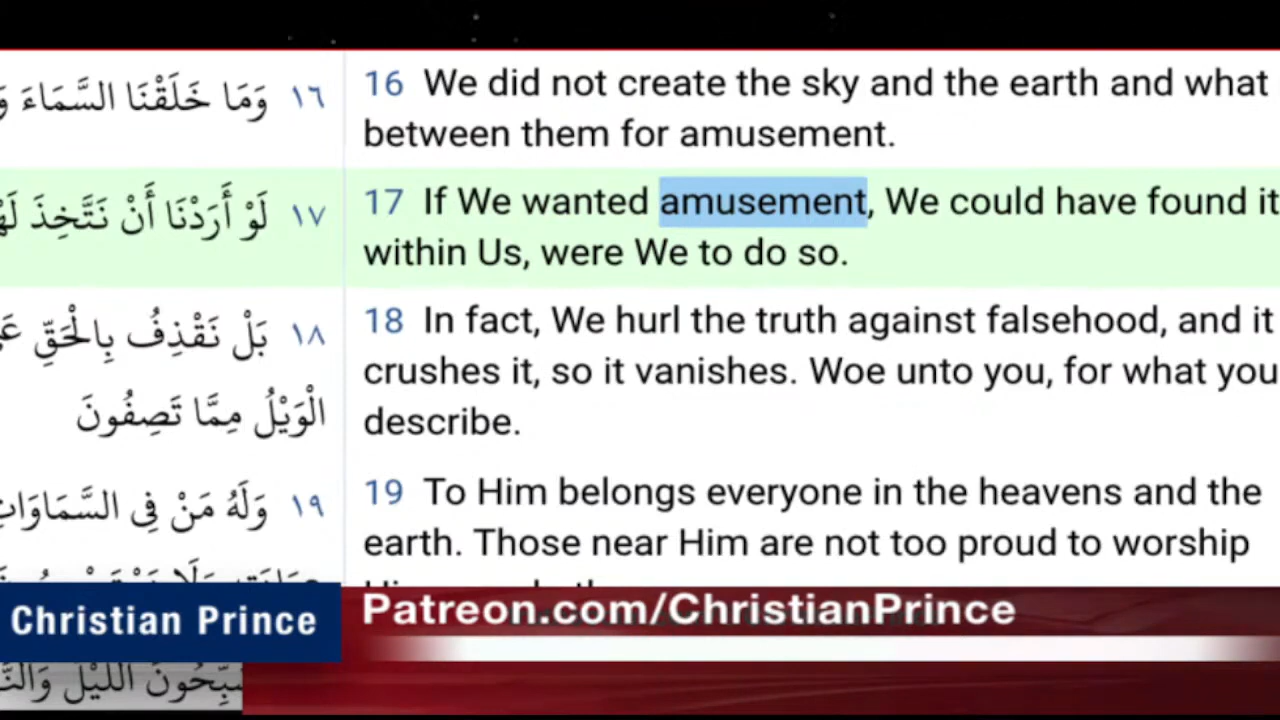 ١٦ وَمَا خَلَقْنَا السَّمَاءَ
16 We did not create the sky and the earth and what
between them for amusement.
١٧ لَوْ أَرَدْنَا أَنْ نَتَّخِذَ
17 If We wanted amusement, We could have found it
within Us, were We to do so.
١٨ بَلْ نَقْذِفُ بِالْحَقِّ
الْوَيْلُ مِمَّا تَصِفُونَ
18 In fact, We hurl the truth against falsehood, and it
crushes it, so it vanishes. Woe unto you, for what you
describe.
١٩ وَلَهُ مَنْ فِي
19 To Him belongs everyone in the heavens and the
earth. Those near Him are not too proud to worship
Christian Prince
Patreon.com/ChristianPrince
اللَّيْلَ